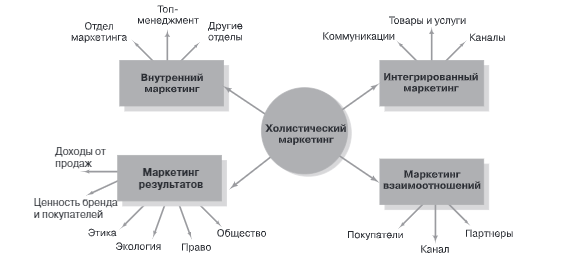 Топ-
менеджмент
Отдел
маркетинга
Другие
отделы
Внутренний
маркетинг
Товары и услуги
Коммуникации
Каналы
Интегрированный
маркетинг
Холистический
маркетинг
Доходы от
продаж
Маркетинг
результатов
Ценность бренда
и покупателей
Этика
Экология
Право
Общество
Маркетинг
взаимоотношений
Покупатели
Канал
Партнеры